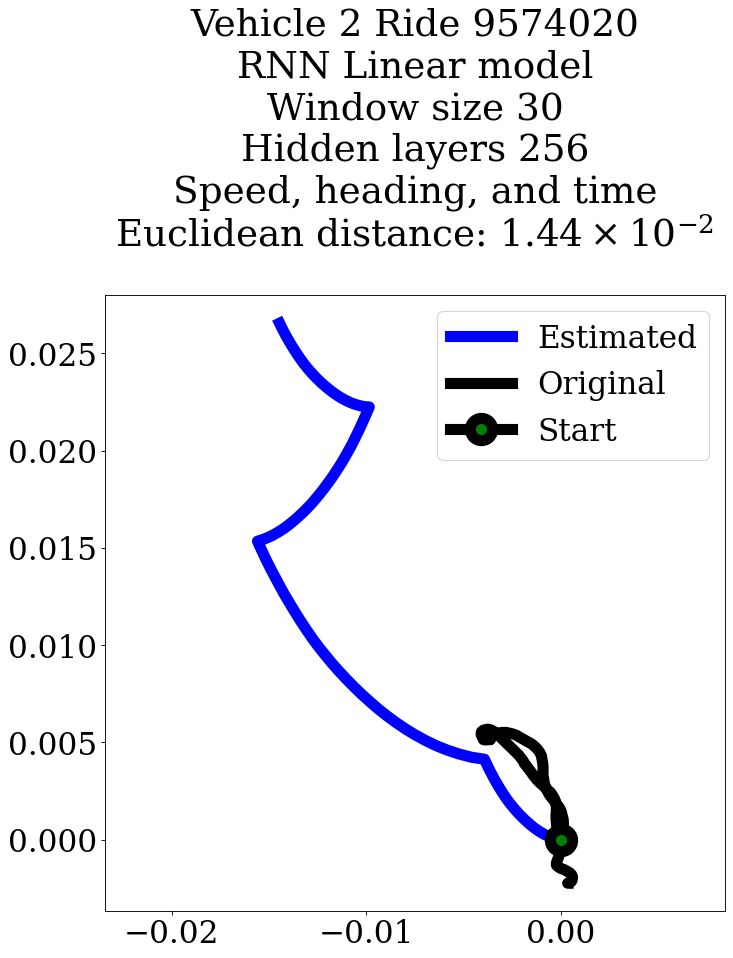 Vehicle 2 Ride 9574020
RNN Linear model
Window size 30
Hidden layers 256
Speed, heading, and time
Euclidean distance: 1.44 × 10⁻²
Estimated
Original
Start
0.025
0.020
0.015
0.010
0.005
0.000
−0.02 −0.01 0.00